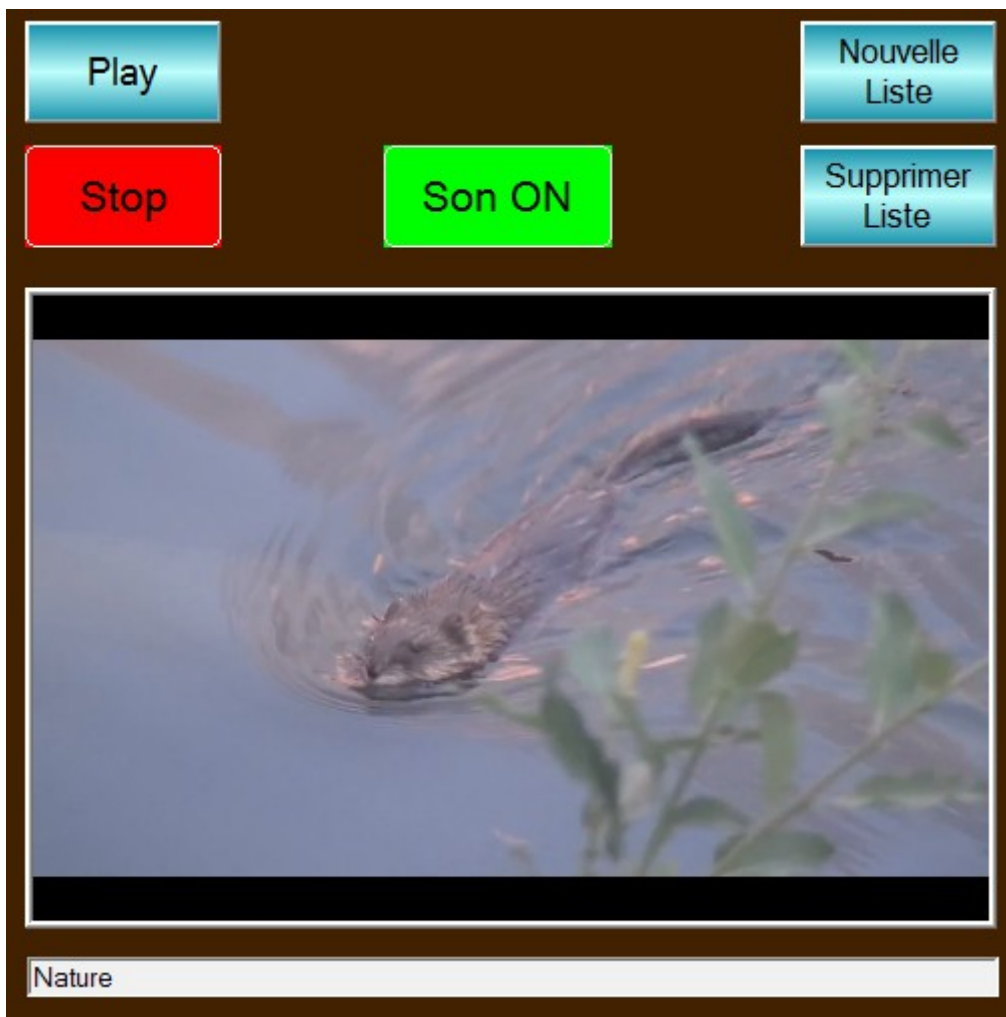 Play
Nouvelle
Liste
Stop
Son ON
Supprimer
Liste
Nature